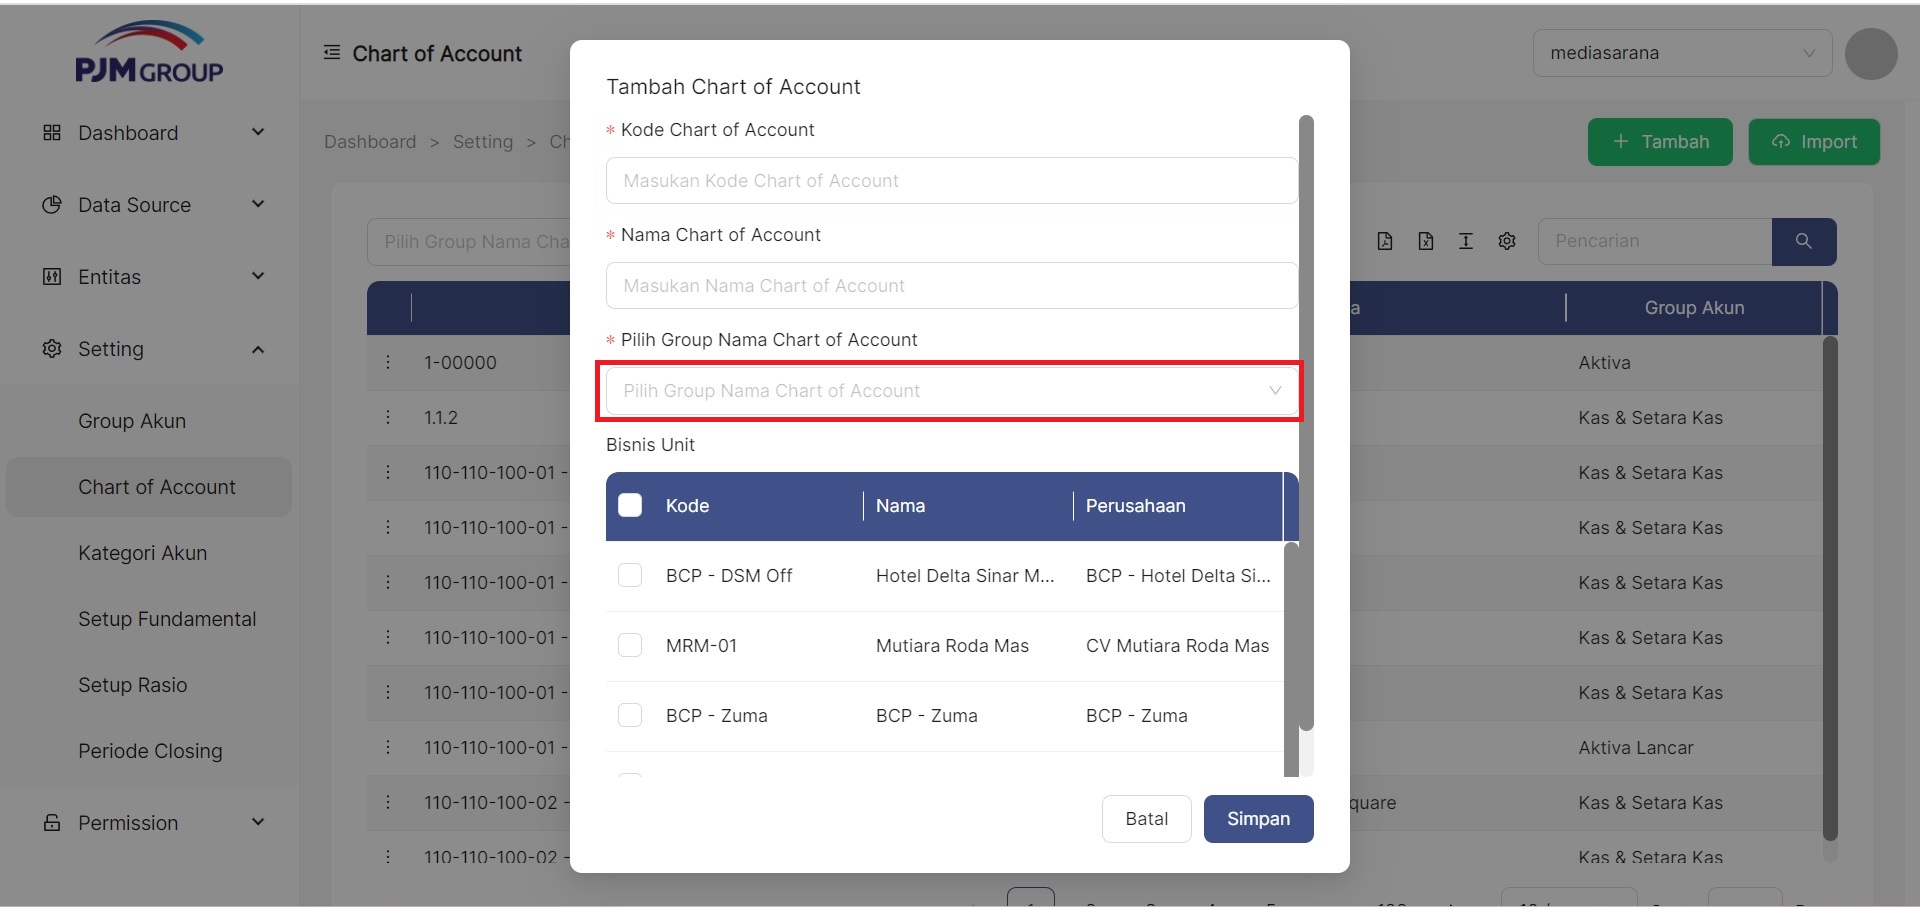 PJM GROUP
Dashboard
Data Source
Entitas
Setting
Group Akun
Chart of Account
Kategori Akun
Setup Fundamental
Setup Rasio
Periode Closing
Permission
Chart of Account
mediasarana
Dashboard > Setting > Ch
+ Tambah
Import
Pilih Group Nama Cha
Pencarian
a
Group Akun
1-00000
Aktiva
1.1.2
Kas & Setara Kas
110-110-100-01 -
Kas & Setara Kas
110-110-100-01 -
Kas & Setara Kas
110-110-100-01 -
Kas & Setara Kas
110-110-100-01 -
Kas & Setara Kas
110-110-100-01 -
Kas & Setara Kas
110-110-100-01 -
Aktiva Lancar
110-110-100-02 -
quare
Kas & Setara Kas
110-110-100-02 -
Kas & Setara Kas
Tambah Chart of Account
* Kode Chart of Account
Masukan Kode Chart of Account
* Nama Chart of Account
Masukan Nama Chart of Account
* Pilih Group Nama Chart of Account
Pilih Group Nama Chart of Account
Bisnis Unit
Kode
Nama
Perusahaan
BCP - DSM Off
Hotel Delta Sinar M...
BCP - Hotel Delta Si...
MRM-01
Mutiara Roda Mas
CV Mutiara Roda Mas
BCP - Zuma
BCP - Zuma
BCP - Zuma
Batal
Simpan